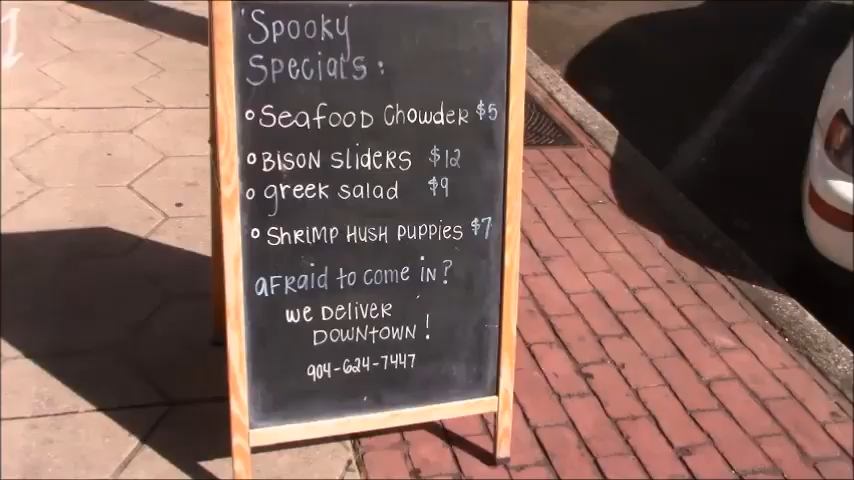 Spooky
Specials:
Seafood Chowder $5
Bison Sliders $12
greek salad $9
Shrimp Hush puppies $7
afraid to come in?
we Deliver
Downtown!
904-624-7447
1